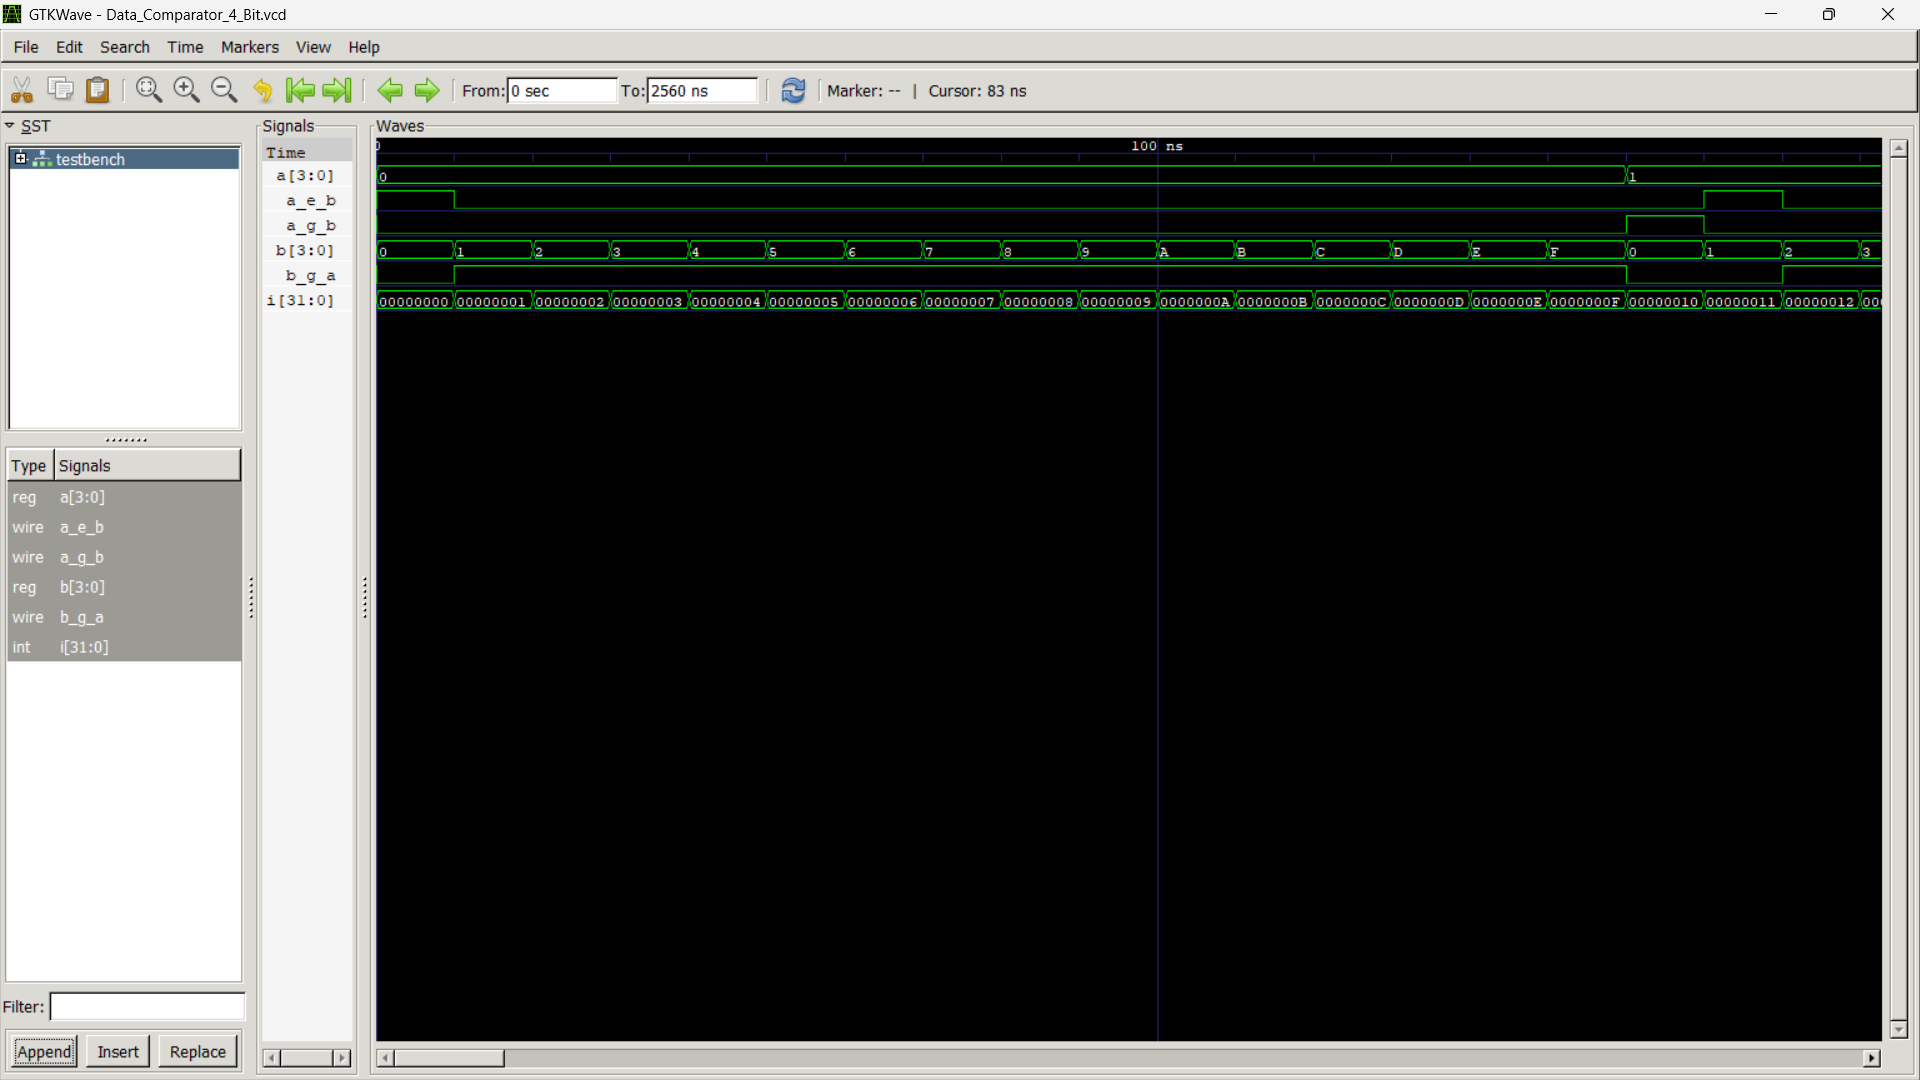 GTKWave - Data_Comparator_4_Bit.vcd
File Edit Search Time Markers View Help
From: 0 sec To: 2560 ns Marker: -- | Cursor: 83 ns
SST
testbench
Type Signals
reg a[3:0]
wire a_e_b
wire a_g_b
reg b[3:0]
wire b_g_a
int i[31:0]
Filter:
Append Insert Replace
Signals
Time
a[3:0]
a_e_b
a_g_b
b[3:0]
b_g_a
i[31:0]
Waves
0 100 ns
0 1
0 1 2 3 4 5 6 7 8 9 A B C D E F 0 1 2 3
00000000 00000001 00000002 00000003 00000004 00000005 00000006 00000007 00000008 00000009 0000000A 0000000B 0000000C 0000000D 0000000E 0000000F 00000010 00000011 00000012 000